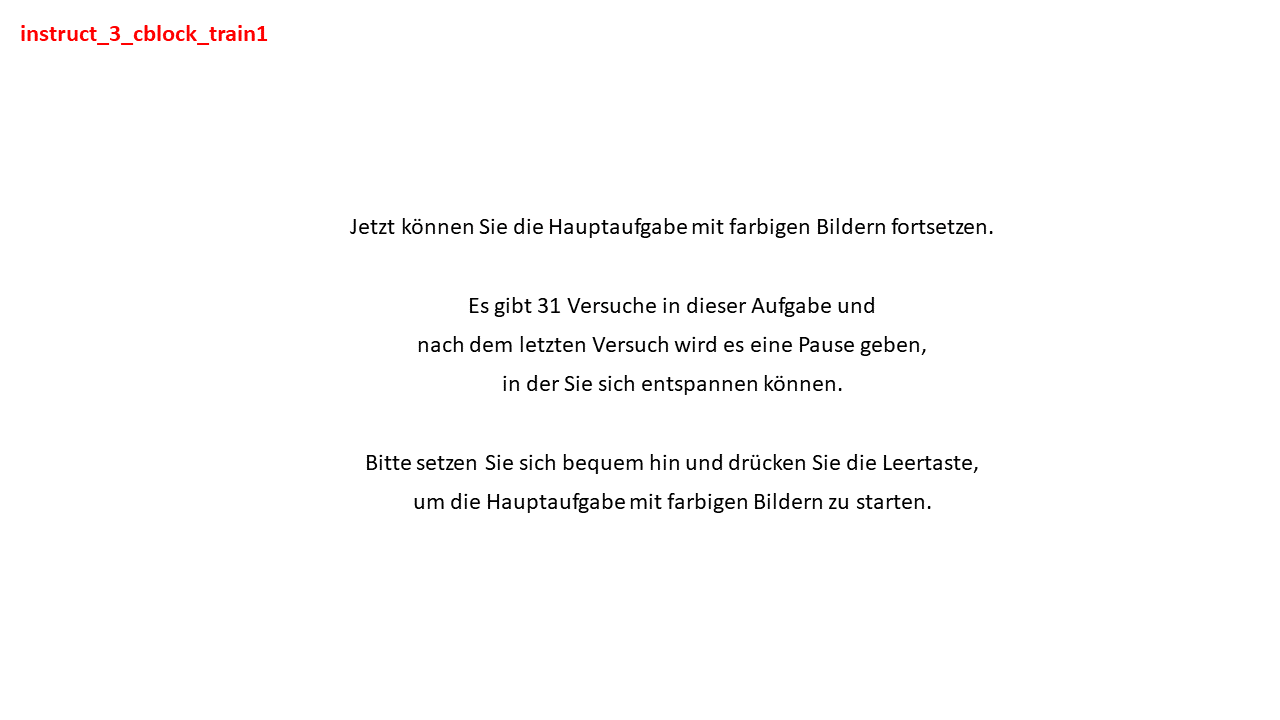 instruct_3_cblock_train1
Jetzt können Sie die Hauptaufgabe mit farbigen Bildern fortsetzen.
Es gibt 31 Versuche in dieser Aufgabe und
nach dem letzten Versuch wird es eine Pause geben,
in der Sie sich entspannen können.
Bitte setzen Sie sich bequem hin und drücken Sie die Leertaste,
um die Hauptaufgabe mit farbigen Bildern zu starten.